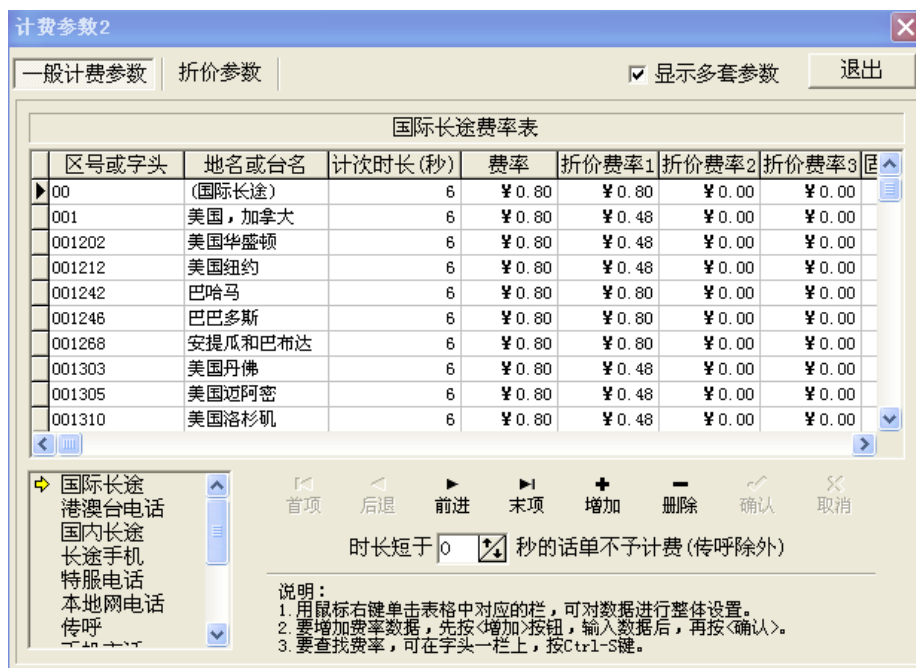 计费参数2
一般计费参数 折价参数 显示多套参数 退出
国际长途费率表
区号或字头 地名或台名 计次时长(秒) 费率 折价费率1 折价费率2 折价费率3
00 (国际长途) 6 ¥0.80 ¥0.80 ¥0.00 ¥0.00
001 美国，加拿大 6 ¥0.80 ¥0.48 ¥0.00 ¥0.00
001202 美国华盛顿 6 ¥0.80 ¥0.48 ¥0.00 ¥0.00
001212 美国纽约 6 ¥0.80 ¥0.48 ¥0.00 ¥0.00
001242 巴哈马 6 ¥0.80 ¥0.80 ¥0.00 ¥0.00
001246 巴巴多斯 6 ¥0.80 ¥0.80 ¥0.00 ¥0.00
001268 安提瓜和巴布达 6 ¥0.80 ¥0.80 ¥0.00 ¥0.00
001303 美国丹佛 6 ¥0.80 ¥0.48 ¥0.00 ¥0.00
001305 美国迈阿密 6 ¥0.80 ¥0.48 ¥0.00 ¥0.00
001310 美国洛杉矶 6 ¥0.80 ¥0.48 ¥0.00 ¥0.00
国际长途
港澳台电话
国内长途
长途手机
特服电话
本地网电话
传呼
首项 后退 前进 末项 增加 删除 确认 取消
时长短于 0 秒的话单不予计费(传呼除外)
说明：
1.用鼠标右键单击表格中对应的栏，可对数据进行整体设置。
2.要增加费率数据，先按<增加>按钮，输入数据后，再按<确认>。
3.要查找费率，可在字头一栏上，按Ctrl-S键。